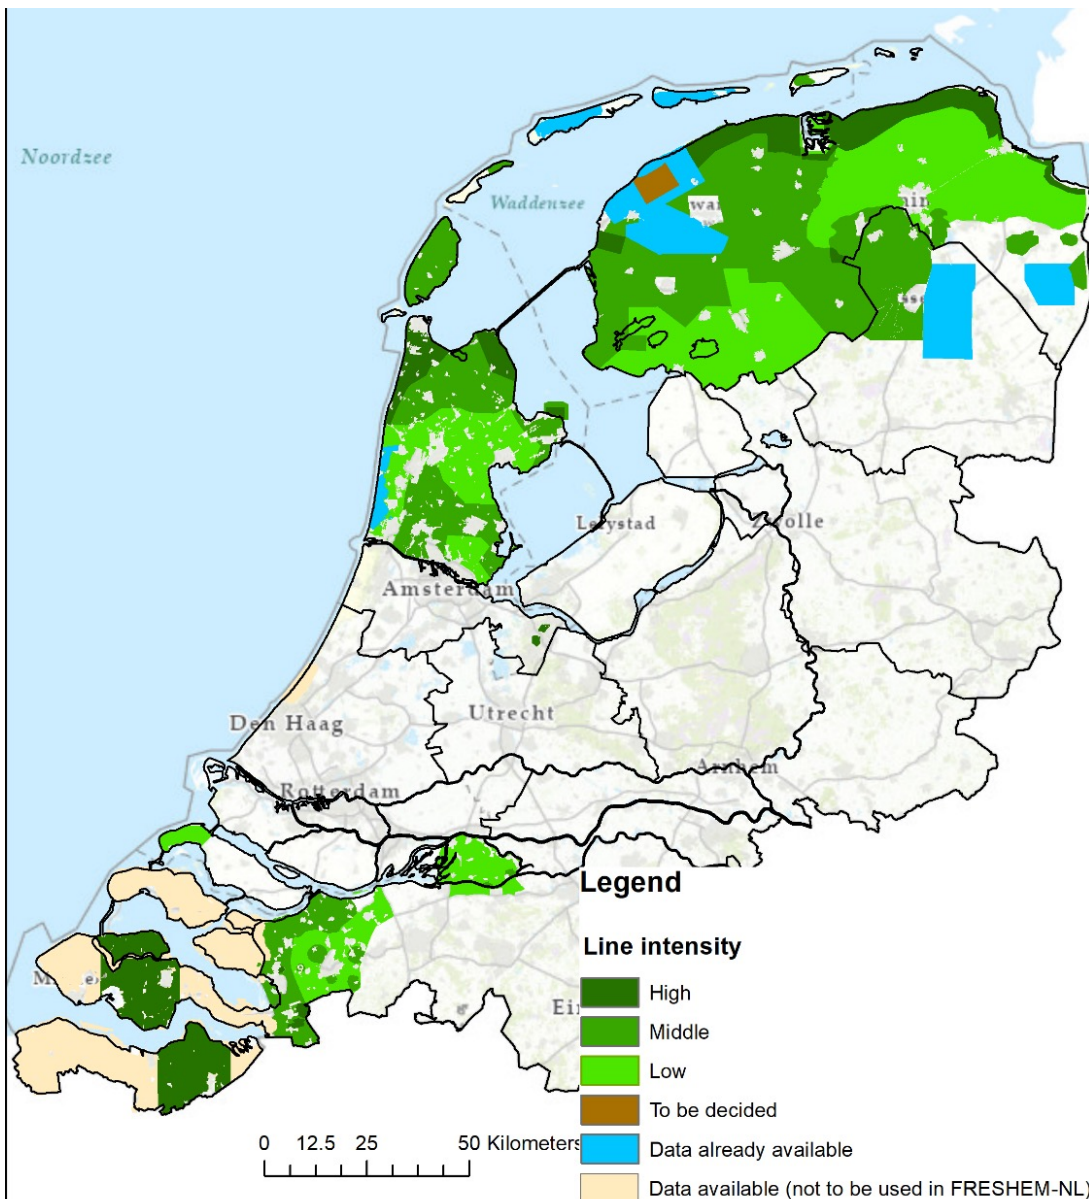 Noordzee
Waddenzee
Lelystad
Zwolle
Amsterdam
Den Haag
Utrecht
Arnhem
Rotterdam
Legend
Line intensity
High
Middle
Low
To be decided
Data already available
Data available (not to be used in FRESHEM-NL)
0 12.5 25 50 Kilometers